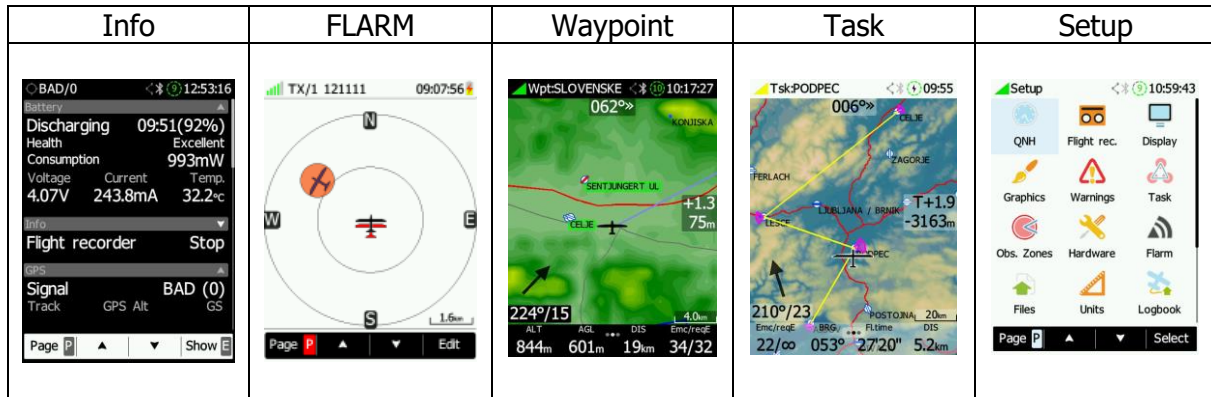 Info
FLARM
Waypoint
Task
Setup
BAD/0 9 12:53:16
Battery
Discharging 09:51(92%)
Health Excellent
Consumption 993mW
Voltage Current Temp.
4.07V 243.8mA 32.2°c
Info
Flight recorder Stop
GPS
Signal BAD (0)
Track GPS Alt GS
Page P ▲ ▼ Show E
TX/1 121111 09:07:56
N
W E
S 1.6km
Page P ▲ ▼ Edit
Wpt:SLOVENSKE 10 10:17:27
062°»
KONJISKA
SENTJUNGERT UL
+1.3
75m
CELJE
224°/15 4.0km
ALT AGL DIS Emc/reqE
844m 601m 19km 34/32
Tsk:PODPEC 09:55
006°»
CELJE
ZAGORJE
FERLACH
LJUBLJANA / BRNIK T+1.9
LESCE -3163m
PODPEC
210°/23 POSTOJNA 20km
Emc/reqE .BRG. Fl.time DIS
22/∞ 053° 27'20" 5.2km
Setup 9 10:59:43
QNH Flight rec. Display
Graphics Warnings Task
Obs. Zones Hardware Flarm
Files Units Logbook
Page P ▲ ▼ Select